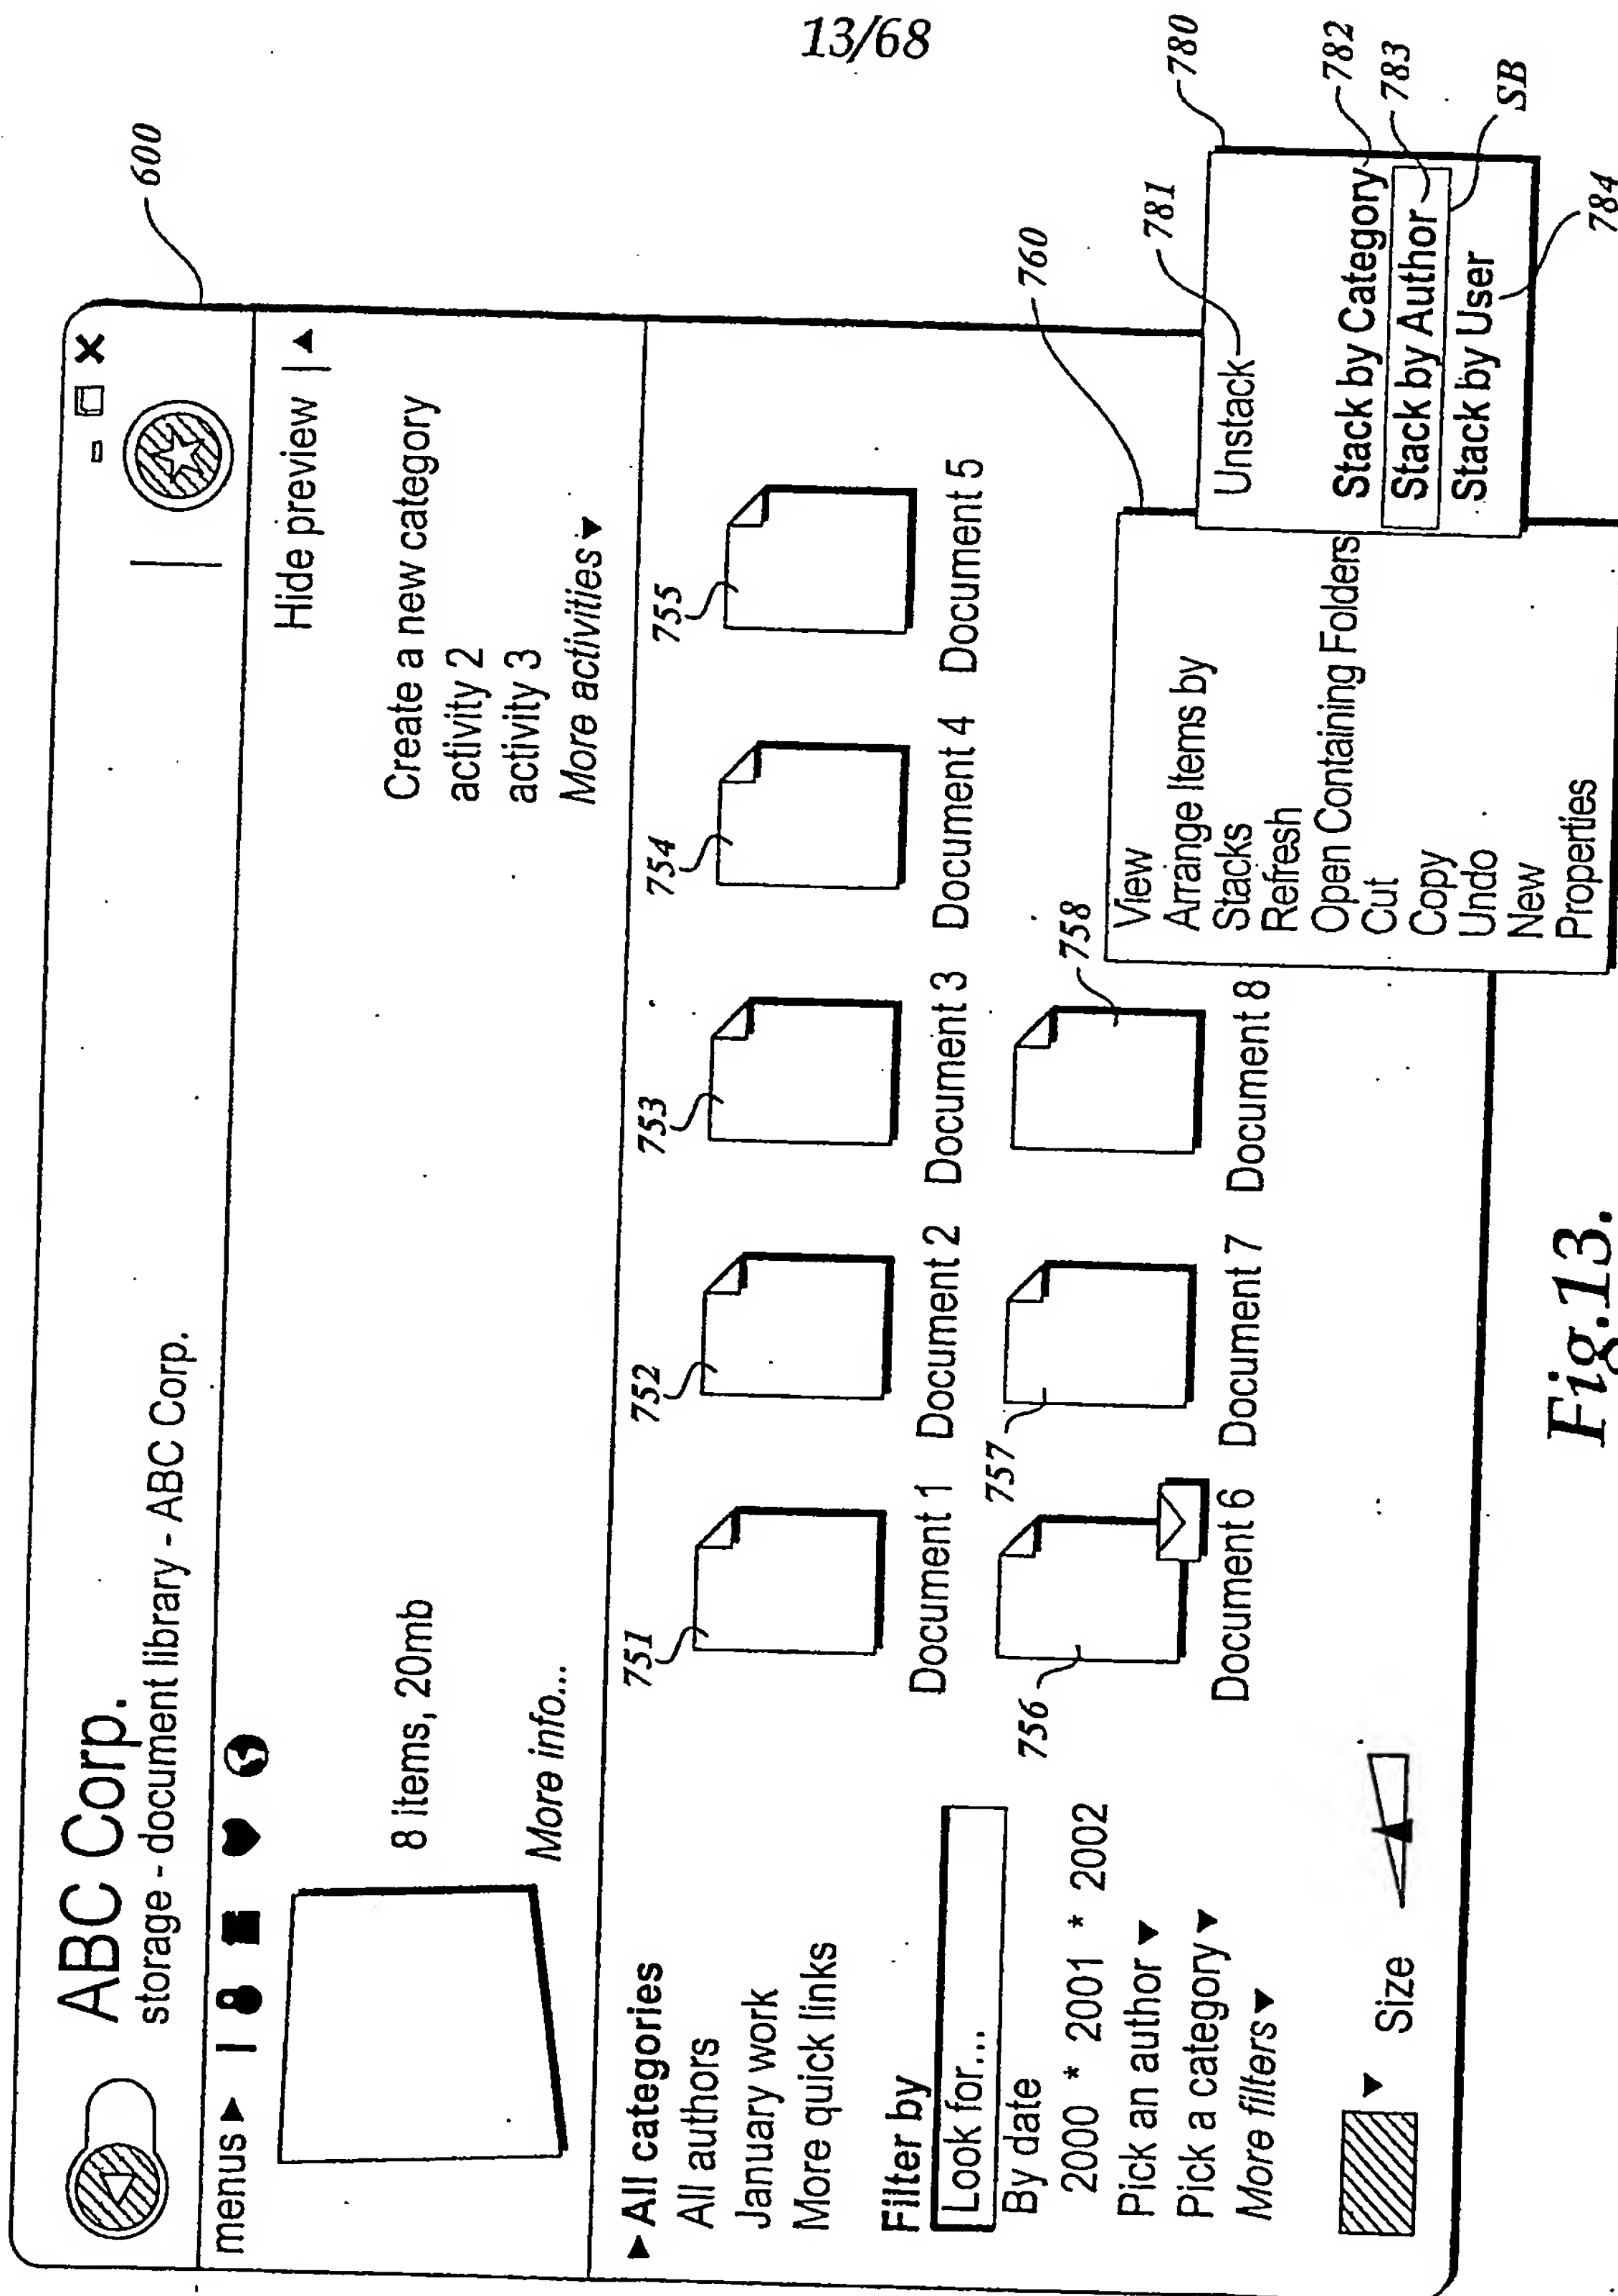 13/68
600
ABC Corp.
storage - document library - ABC Corp.
menus
Hide preview
8 items, 20mb
More info...
Create a new category
activity 2
activity 3
More activities
All categories
All authors
January work
More quick links
Filter by
Look for...
By date
2000 * 2001 * 2002
Pick an author
Pick a category
More filters
Size
751
752
753
754
755
Document 1
Document 2
Document 3
Document 4
Document 5
756
757
758
Document 6
Document 7
Document 8
760
View
Arrange Items by
Stacks
Refresh
Open Containing Folders
Cut
Copy
Undo
New
Properties
780
781
Unstack
Stack by Category
782
Stack by Author
783
SB
Stack by User
784
Fig.13.